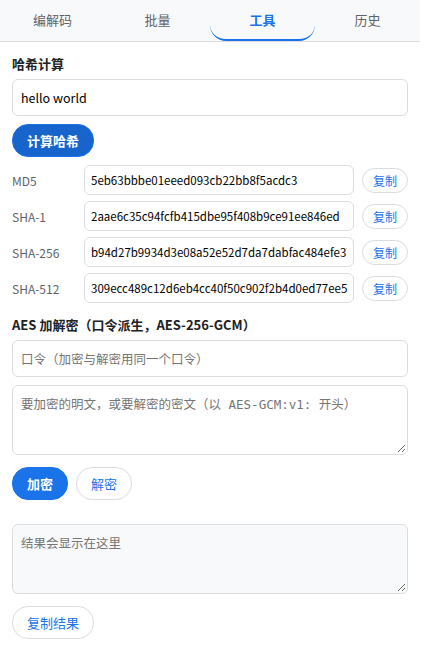 编解码 批量 工具 历史
哈希计算
hello world
计算哈希
MD5 5eb63bbbe01eeed093cb22bb8f5acdc3 复制
SHA-1 2aae6c35c94fcfb415dbe95f408b9ce91ee846ed 复制
SHA-256 b94d27b9934d3e08a52e52d7da7dabfac484efe3 复制
SHA-512 309ecc489c12d6eb4cc40f50c902f2b4d0ed77ee5 复制
AES 加解密（口令派生，AES-256-GCM）
口令（加密与解密用同一个口令）
要加密的明文，或要解密的密文（以 AES-GCM:v1: 开头）
加密 解密
结果会显示在这里
复制结果